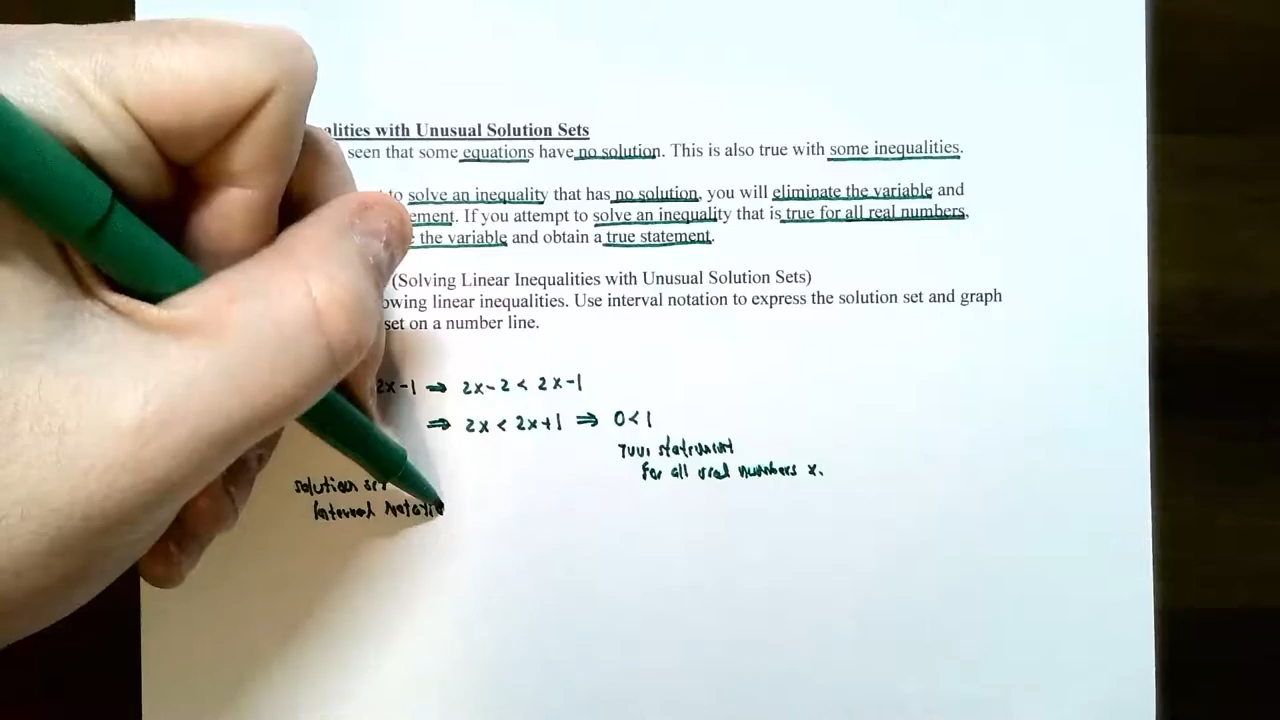 alities with Unusual Solution Sets
seen that some equations have no solution. This is also true with some inequalities.
to solve an inequality that has no solution, you will eliminate the variable and
ement. If you attempt to solve an inequality that is true for all real numbers,
the variable and obtain a true statement.
(Solving Linear Inequalities with Unusual Solution Sets)
owing linear inequalities. Use interval notation to express the solution set and graph
set on a number line.
2x-1 ⇒ 2x-2 < 2x-1
⇒ 2x < 2x+1 ⇒ 0<1
True statement
for all real numbers x.
solution set
Interval Notatio